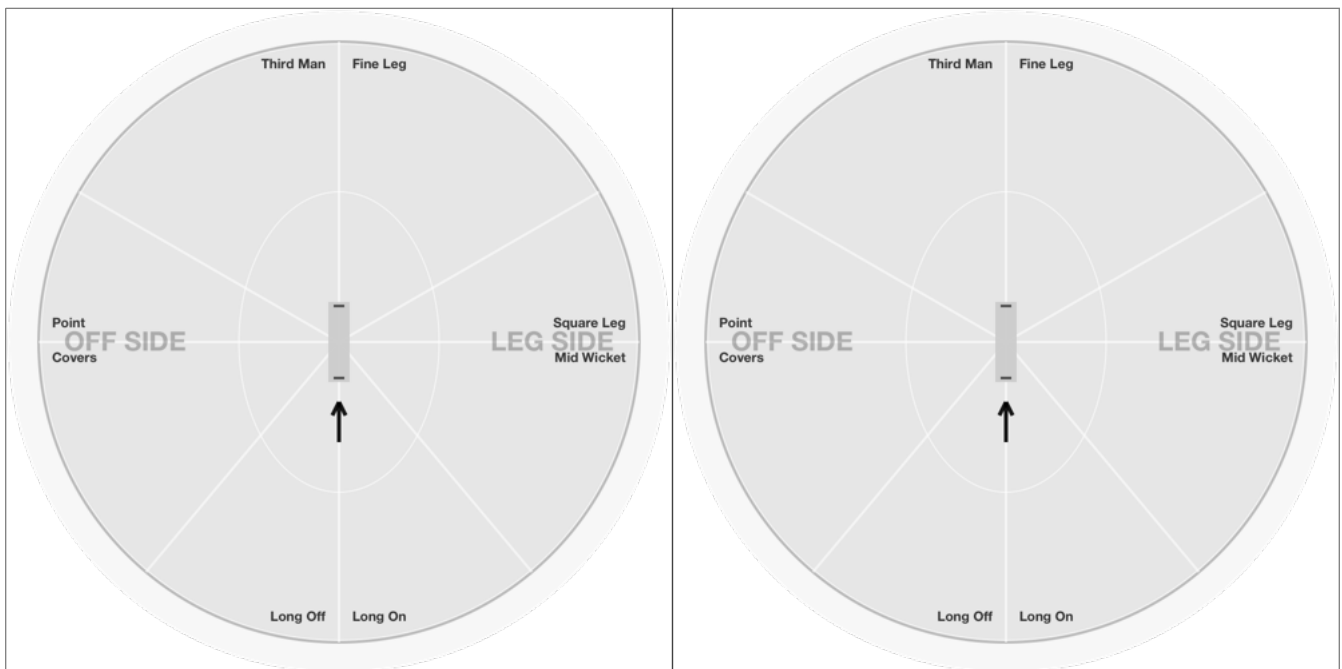 Third Man Fine Leg
Point
OFF SIDE
Covers
Square Leg
LEG SIDE
Mid Wicket
Long Off Long On
Third Man Fine Leg
Point
OFF SIDE
Covers
Square Leg
LEG SIDE
Mid Wicket
Long Off Long On